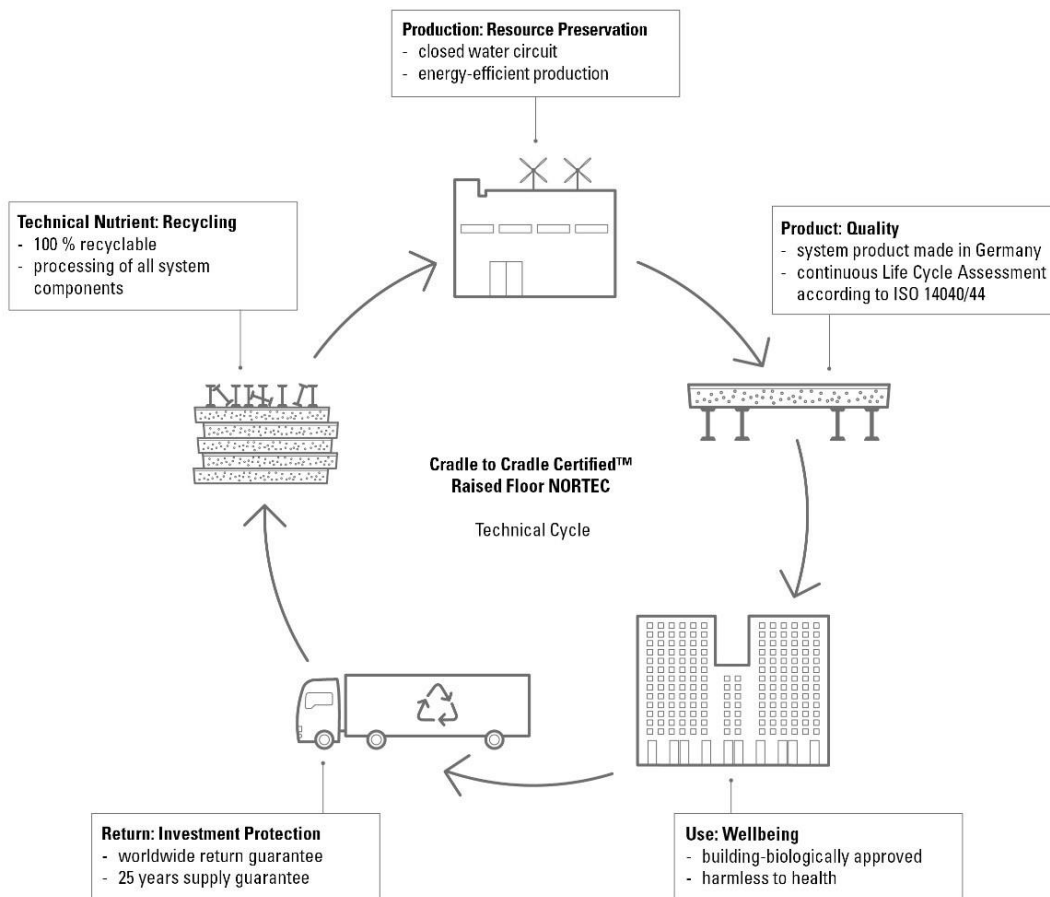 Production: Resource Preservation
- closed water circuit
- energy-efficient production
Technical Nutrient: Recycling
- 100 % recyclable
- processing of all system
components
Product: Quality
- system product made in Germany
- continuous Life Cycle Assessment
according to ISO 14040/44
Cradle to Cradle Certified™
Raised Floor NORTEC
Technical Cycle
Return: Investment Protection
- worldwide return guarantee
- 25 years supply guarantee
Use: Wellbeing
- building-biologically approved
- harmless to health